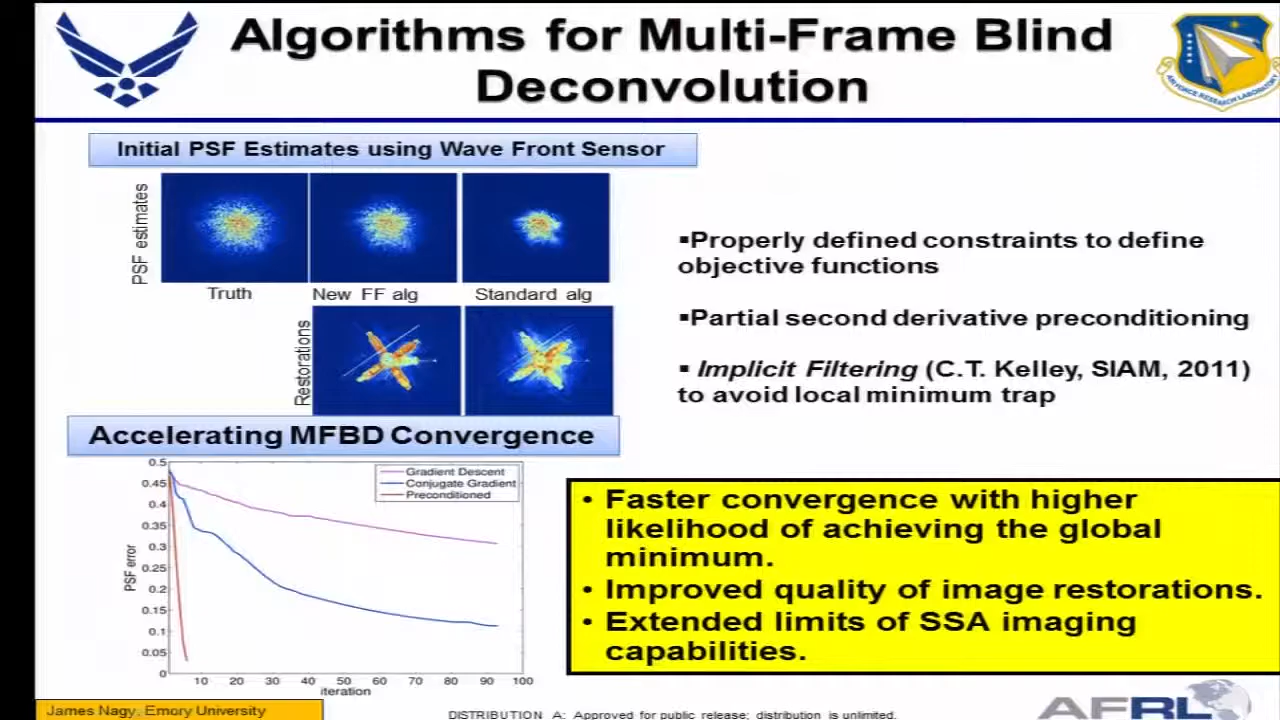 Algorithms for Multi-Frame Blind
Deconvolution
AIR FORCE RESEARCH LABORATORY
Initial PSF Estimates using Wave Front Sensor
PSF estimates
Truth
New FF alg
Standard alg
Restorations
▪Properly defined constraints to define
objective functions
▪Partial second derivative preconditioning
▪ Implicit Filtering (C.T. Kelley, SIAM, 2011)
to avoid local minimum trap
Accelerating MFBD Convergence
Gradient Descent
Conjugate Gradient
Preconditioned
PSF error
0.5
0.45
0.4
0.35
0.3
0.25
0.2
0.15
0.1
0.05
0
10 20 30 40 50 60 70 80 90 100
iteration
• Faster convergence with higher
likelihood of achieving the global
minimum.
• Improved quality of image restorations.
• Extended limits of SSA imaging
capabilities.
James Nagy, Emory University
DISTRIBUTION A: Approved for public release; distribution is unlimited.
AFRL